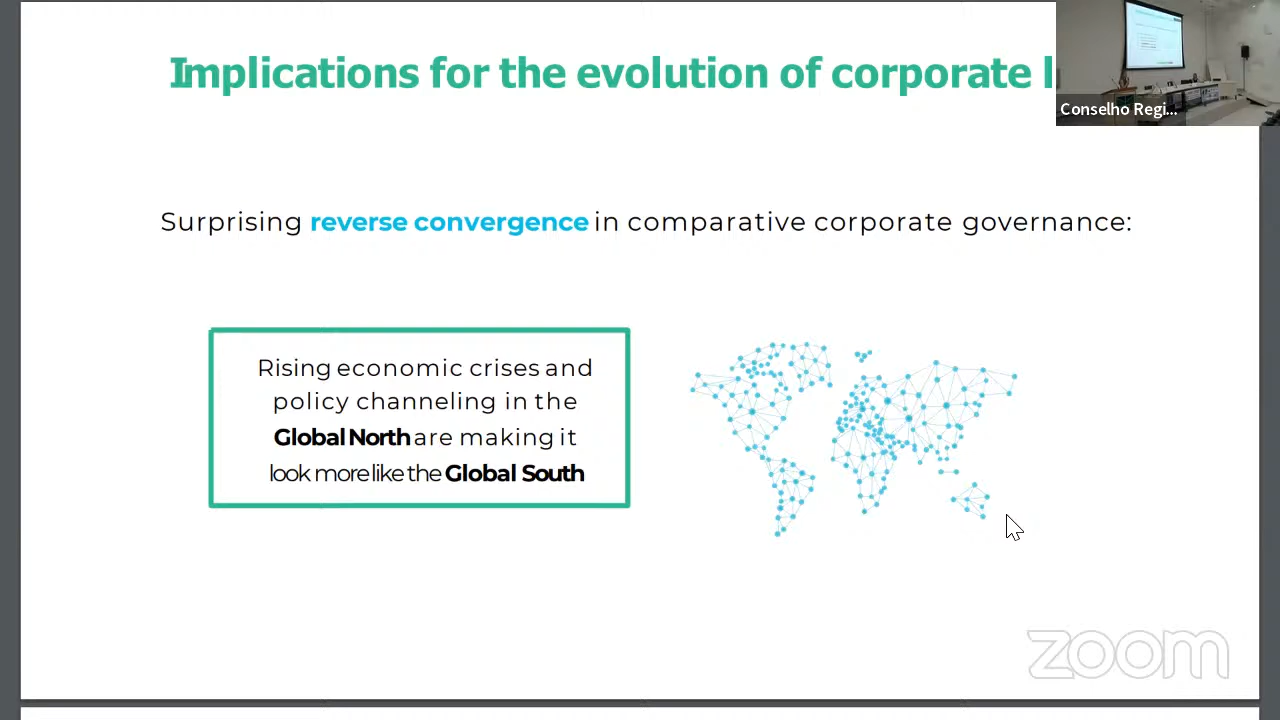 Implications for the evolution of corporate l
Conselho Regi...
Surprising reverse convergence in comparative corporate governance:
Rising economic crises and
policy channeling in the
Global North are making it
look more like the Global South
zoom